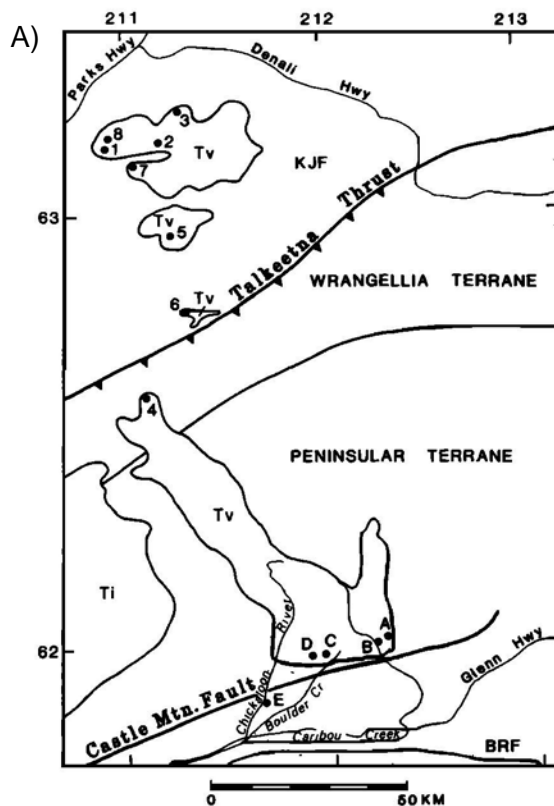 A)
211 212 213
Parks Hwy
Denali
Hwy
3
8
1
2
Tv
KJF
7
63
Tv
5
Talkeetna Thrust
WRANGELLIA TERRANE
Tv
6
4
PENINSULAR TERRANE
Tv
Ti
Chickaloon River
D C
B A
62
E
Boulder Cr
Glenn Hwy
Castle Mtn. Fault
Caribou Creek
BRF
0 50 KM